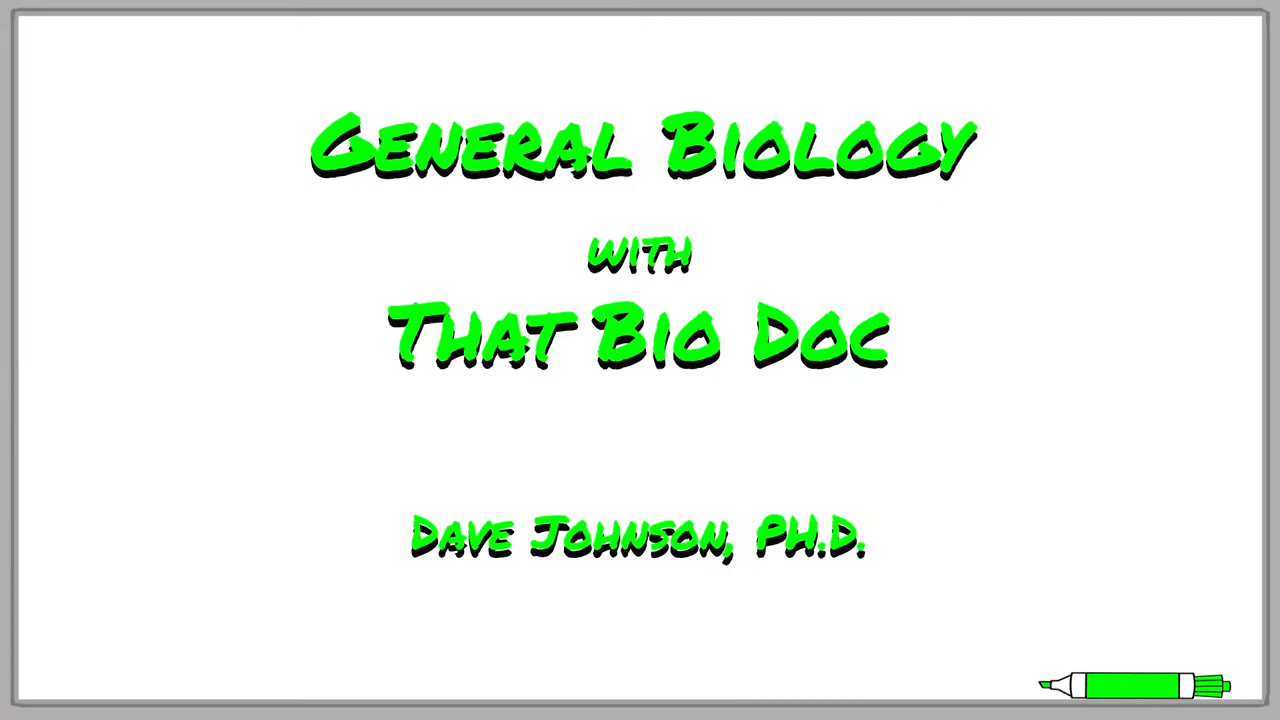 General Biology
with
That Bio Doc
Dave Johnson, PH.D.